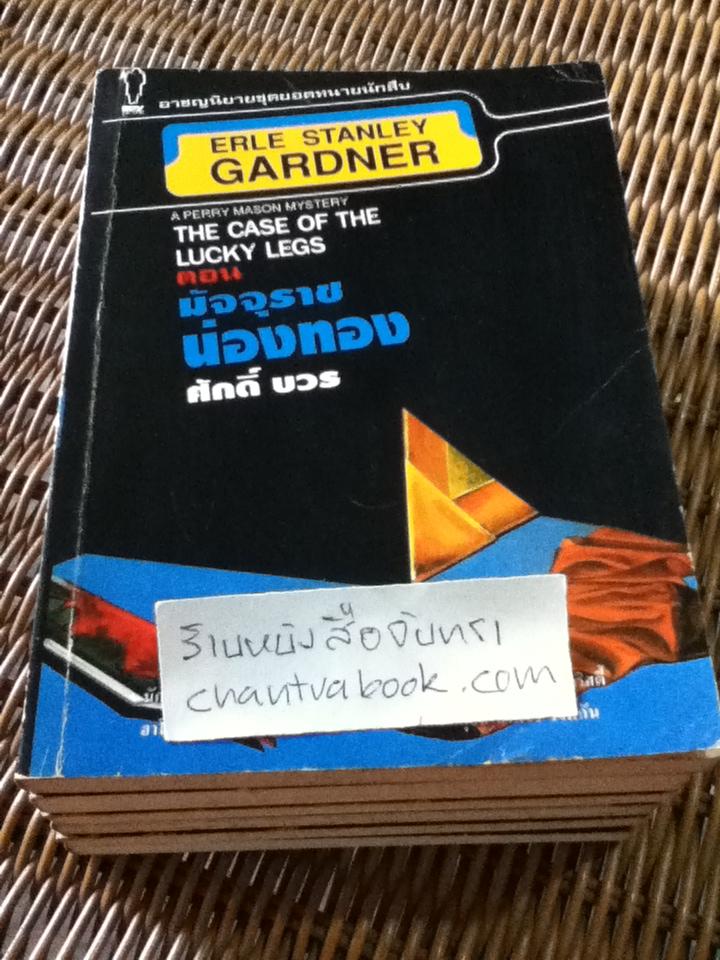 อาชญนิยายชุดยอดทนายนักสืบ
ERLE STANLEY
GARDNER
A PERRY MASON MYSTERY
THE CASE OF THE
LUCKY LEGS
ตอน
มัจจุราช
น่องทอง
ศักดิ์ บวร
ร้านหนังสือจันทรา
chantrabook.com